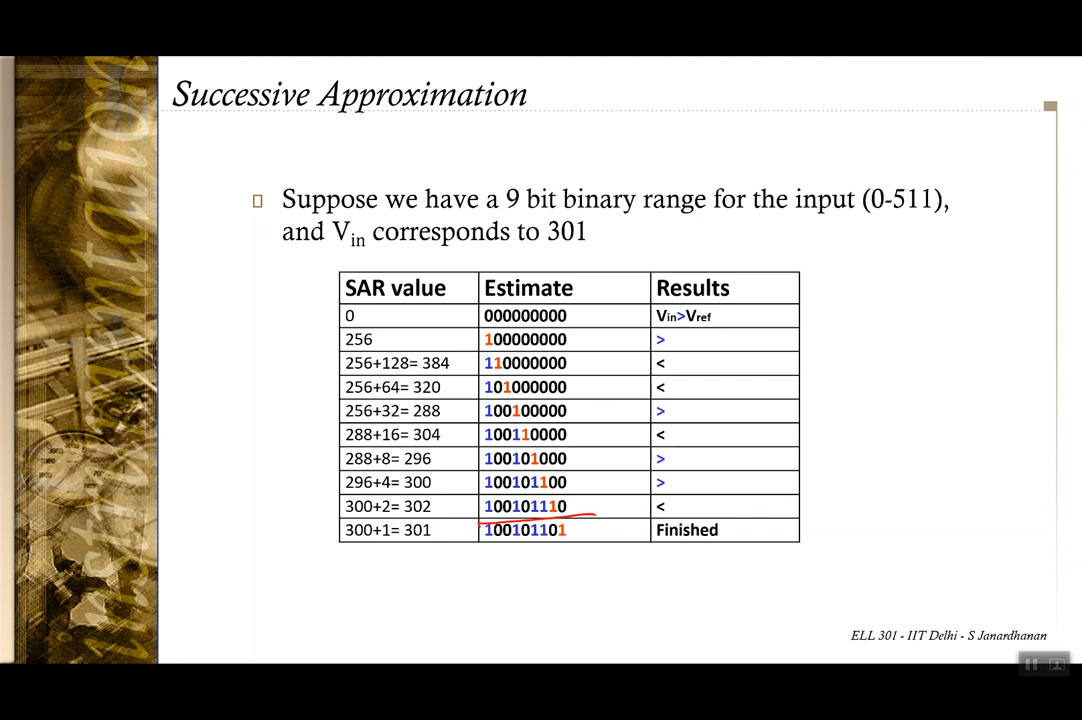 Successive Approximation
Suppose we have a 9 bit binary range for the input (0-511),
and Vin corresponds to 301
SAR value Estimate Results
0 000000000 Vin>Vref
256 100000000 >
256+128= 384 110000000 <
256+64= 320 101000000 <
256+32= 288 100100000 >
288+16= 304 100110000 <
288+8= 296 100101000 >
296+4= 300 100101100 >
300+2= 302 100101110 <
300+1= 301 100101101 Finished
ELL 301 - IIT Delhi - S Janardhanan
instrumentation